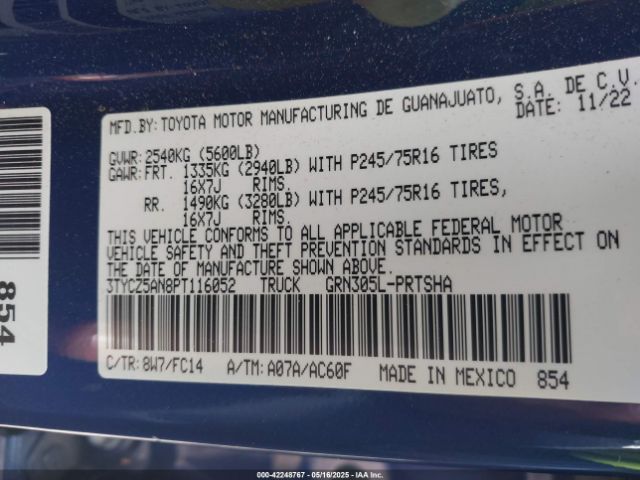 MFD.BY: TOYOTA MOTOR MANUFACTURING DE GUANAJUATO, S.A. DE C.V.
DATE: 11/22
GVWR: 2540KG (5600LB)
GAWR: FRT. 1335KG (2940LB) WITH P245/75R16 TIRES
16X7J RIMS.
RR. 1490KG (3280LB) WITH P245/75R16 TIRES,
16X7J RIMS.
THIS VEHICLE CONFORMS TO ALL APPLICABLE FEDERAL MOTOR
VEHICLE SAFETY AND THEFT PREVENTION STANDARDS IN EFFECT ON
THE DATE OF MANUFACTURE SHOWN ABOVE.
3TYCZ5AN8PT116052 TRUCK GRN305L-PRTSHA
C/TR: 8W7/FC14 A/TM: A07A/AC60F MADE IN MEXICO 854
854
000-42248767 - 05/16/2025 - IAA Inc.